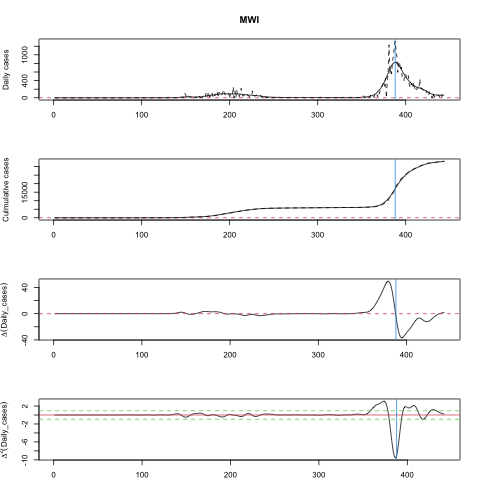 MWI
Daily cases
0 400 1000
0 100 200 300 400
Culmulative cases
0 15000
0 100 200 300 400
Δ(Daily_cases)
-40 0 40
0 100 200 300 400
Δ²(Daily_cases)
-10 -6 -2 2
0 100 200 300 400